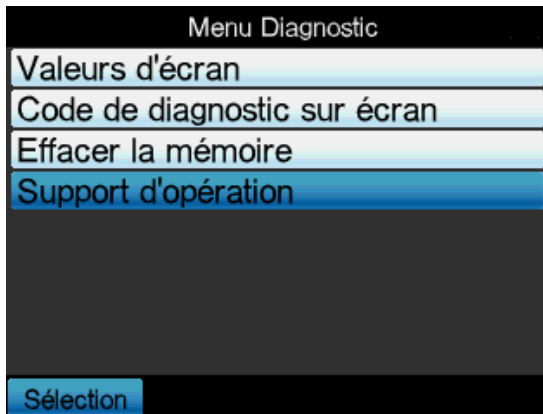 Menu Diagnostic
Valeurs d'écran
Code de diagnostic sur écran
Effacer la mémoire
Support d'opération
Sélection